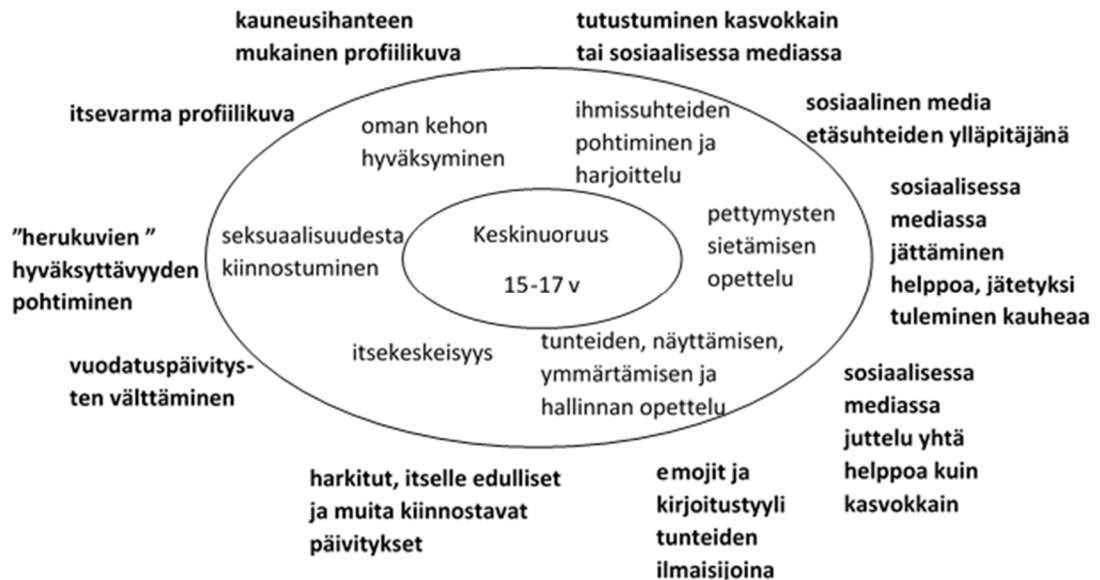 kauneusihanteen
mukainen profiilikuva
tutustuminen kasvokkain
tai sosiaalisessa mediassa
itsevarma profiilikuva
sosiaalinen media
etäsuhteiden ylläpitäjänä
oman kehon
hyväksyminen
ihmissuhteiden
pohtiminen ja
harjoittelu
sosiaalisessa
mediassa
jättäminen
helppoa, jätetyksi
tuleminen kauheaa
"herukuvien "
hyväksyttävyyden
pohtiminen
seksuaalisuudesta
kiinnostuminen
Keskinuoruus
15-17 v
pettymysten
sietämisen
opettelu
itsekeskeisyys
tunteiden, näyttämisen,
ymmärtämisen ja
hallinnan opettelu
vuodatuspäivitys-
ten välttäminen
sosiaalisessa
mediassa
juttelu yhtä
helppoa kuin
kasvokkain
harkitut, itselle edulliset
ja muita kiinnostavat
päivitykset
emojit ja
kirjoitustyyli
tunteiden
ilmaisijoina